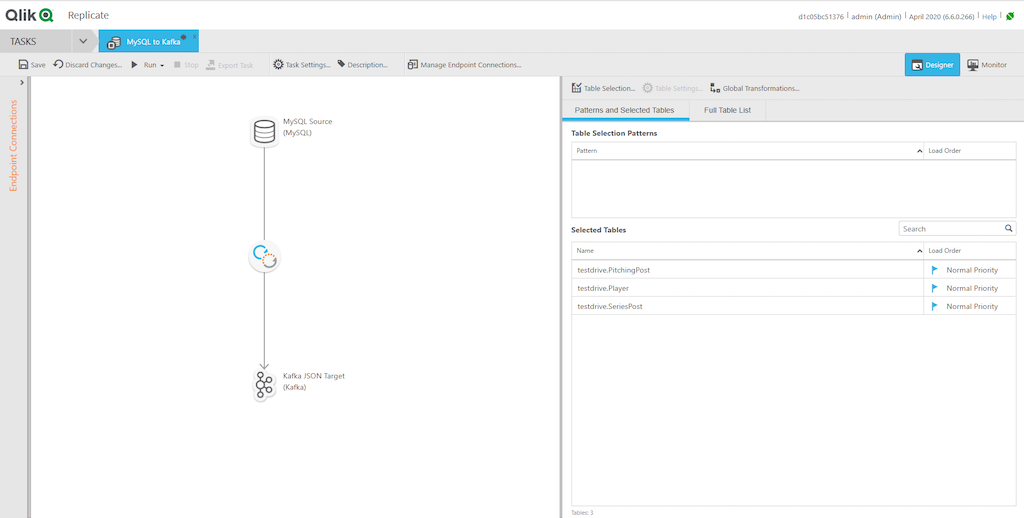 Qlik Replicate d1c05bc51376 admin (Admin) April 2020 (6.6.0.266) Help
TASKS MySQL to Kafka
Save Discard Changes... Run Stop Export Task Task Settings... Description... Manage Endpoint Connections... Designer Monitor
Endpoint Connections
MySQL Source
(MySQL)
Kafka JSON Target
(Kafka)
Table Selection... Table Settings... Global Transformations...
Patterns and Selected Tables Full Table List
Table Selection Patterns
Pattern Load Order
Selected Tables Search
Name Load Order
testdrive.PitchingPost Normal Priority
testdrive.Player Normal Priority
testdrive.SeriesPost Normal Priority
Tables: 3